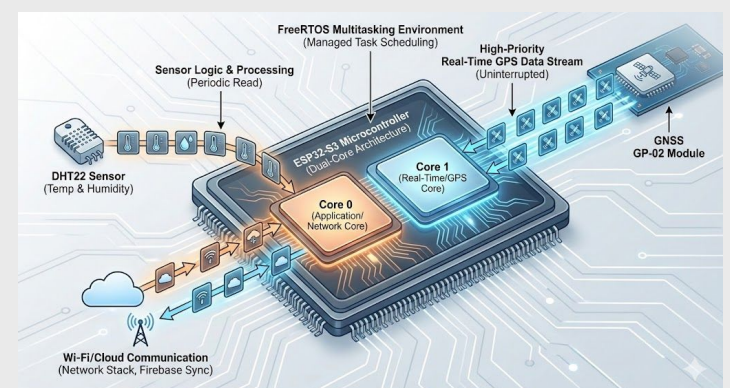 FreeRTOS Multitasking Environment
(Managed Task Scheduling)
High-Priority
Real-Time GPS Data Stream
(Uninterrupted)
Sensor Logic & Processing
(Periodic Read)
DHT22 Sensor
(Temp & Humidity)
ESP32-S3 Microcontroller
(Dual-Core Architecture)
GNSS
GP-02 Module
Core 1
(Real-Time/GPS
Core)
Core 0
(Application/
Network Core)
Wi-Fi/Cloud Communication
(Network Stack, Firebase Sync)